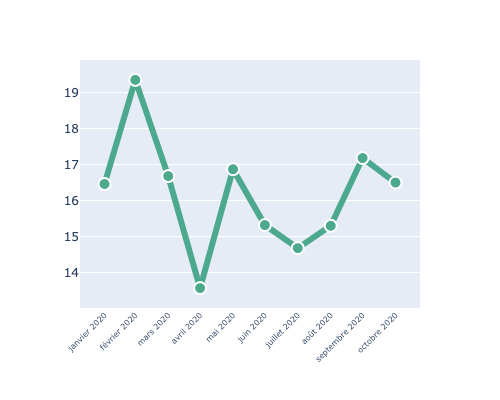 19
18
17
16
15
14
janvier 2020
février 2020
mars 2020
avril 2020
mai 2020
juin 2020
juillet 2020
août 2020
septembre 2020
octobre 2020